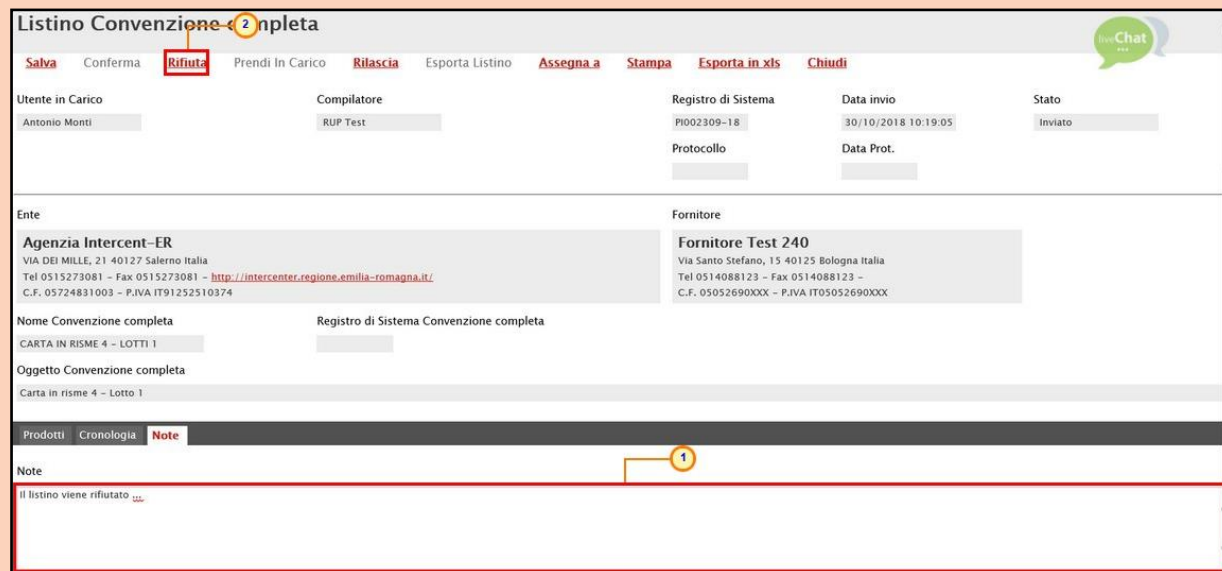 Listino Convenzione completa
2
liveChat
Salva Conferma Rifiuta Prendi In Carico Rilascia Esporta Listino Assegna a Stampa Esporta in xls Chiudi
Utente in Carico Compilatore Registro di Sistema Data invio Stato
Antonio Monti RUP Test PI002309-18 30/10/2018 10:19:05 Inviato
Protocollo Data Prot.
Ente Fornitore
Agenzia Intercent-ER Fornitore Test 240
VIA DEI MILLE, 21 40127 Salerno Italia Via Santo Stefano, 15 40125 Bologna Italia
Tel 0515273081 - Fax 0515273081 - http://intercenter.regione.emilia-romagna.it/ Tel 0514088123 - Fax 0514088123 -
C.F. 05724831003 - P.IVA IT91252510374 C.F. 05052690XXX - P.IVA IT05052690XXX
Nome Convenzione completa Registro di Sistema Convenzione completa
CARTA IN RISME 4 - LOTTI 1
Oggetto Convenzione completa
Carta in risme 4 - Lotto 1
Prodotti Cronologia Note
1
Note
Il listino viene rifiutato ...